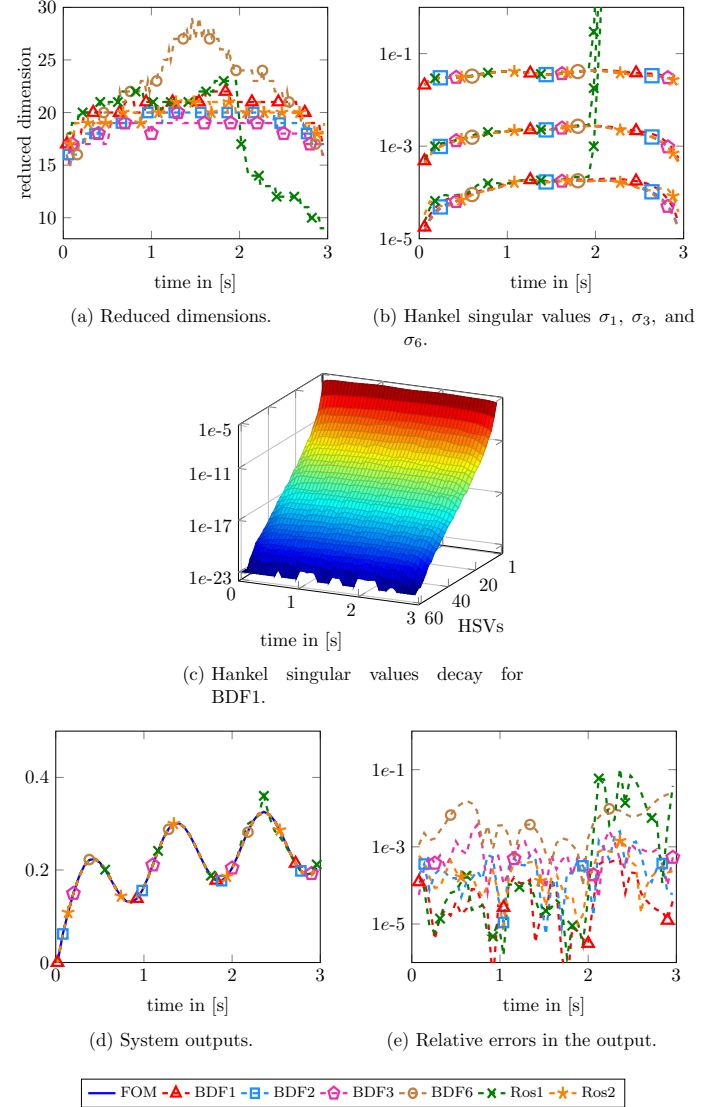 30
25
20
15
10
reduced dimension
0 1 2 3
time in [s]
(a) Reduced dimensions.
1e-1
1e-3
1e-5
0 1 2 3
time in [s]
(b) Hankel singular values σ1, σ3, and
σ6.
1e-5
1e-11
1e-17
1e-23
0 1 2 3
time in [s]
60 40 20 1
HSVs
(c) Hankel singular values decay for
BDF1.
0.4
0.2
0
0 1 2 3
time in [s]
(d) System outputs.
1e-1
1e-3
1e-5
0 1 2 3
time in [s]
(e) Relative errors in the output.
FOM BDF1 BDF2 BDF3 BDF6 Ros1 Ros2